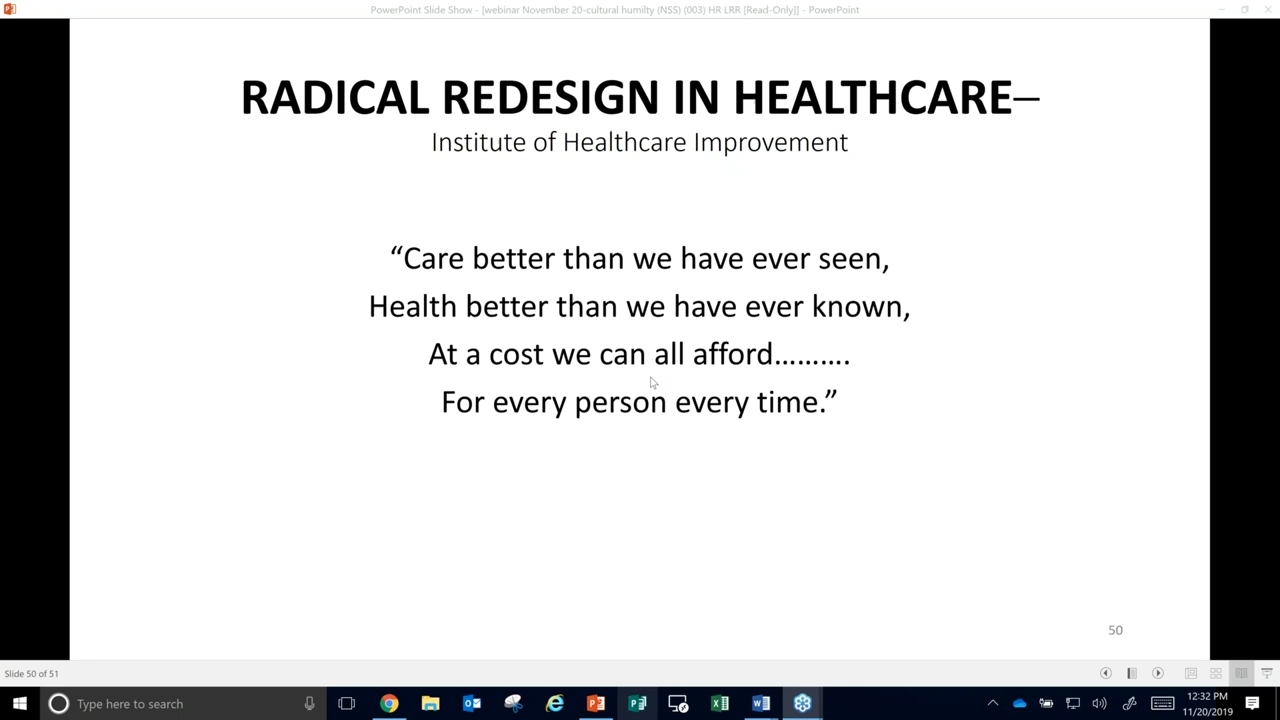 PowerPoint Slide Show - [webinar November 20-cultural humilty (NSS) (003) HR LRR [Read-Only]] - PowerPoint
RADICAL REDESIGN IN HEALTHCARE–
Institute of Healthcare Improvement
“Care better than we have ever seen,
Health better than we have ever known,
At a cost we can all afford……….
For every person every time.”
50
Slide 50 of 51
Type here to search
12:32 PM
11/20/2019